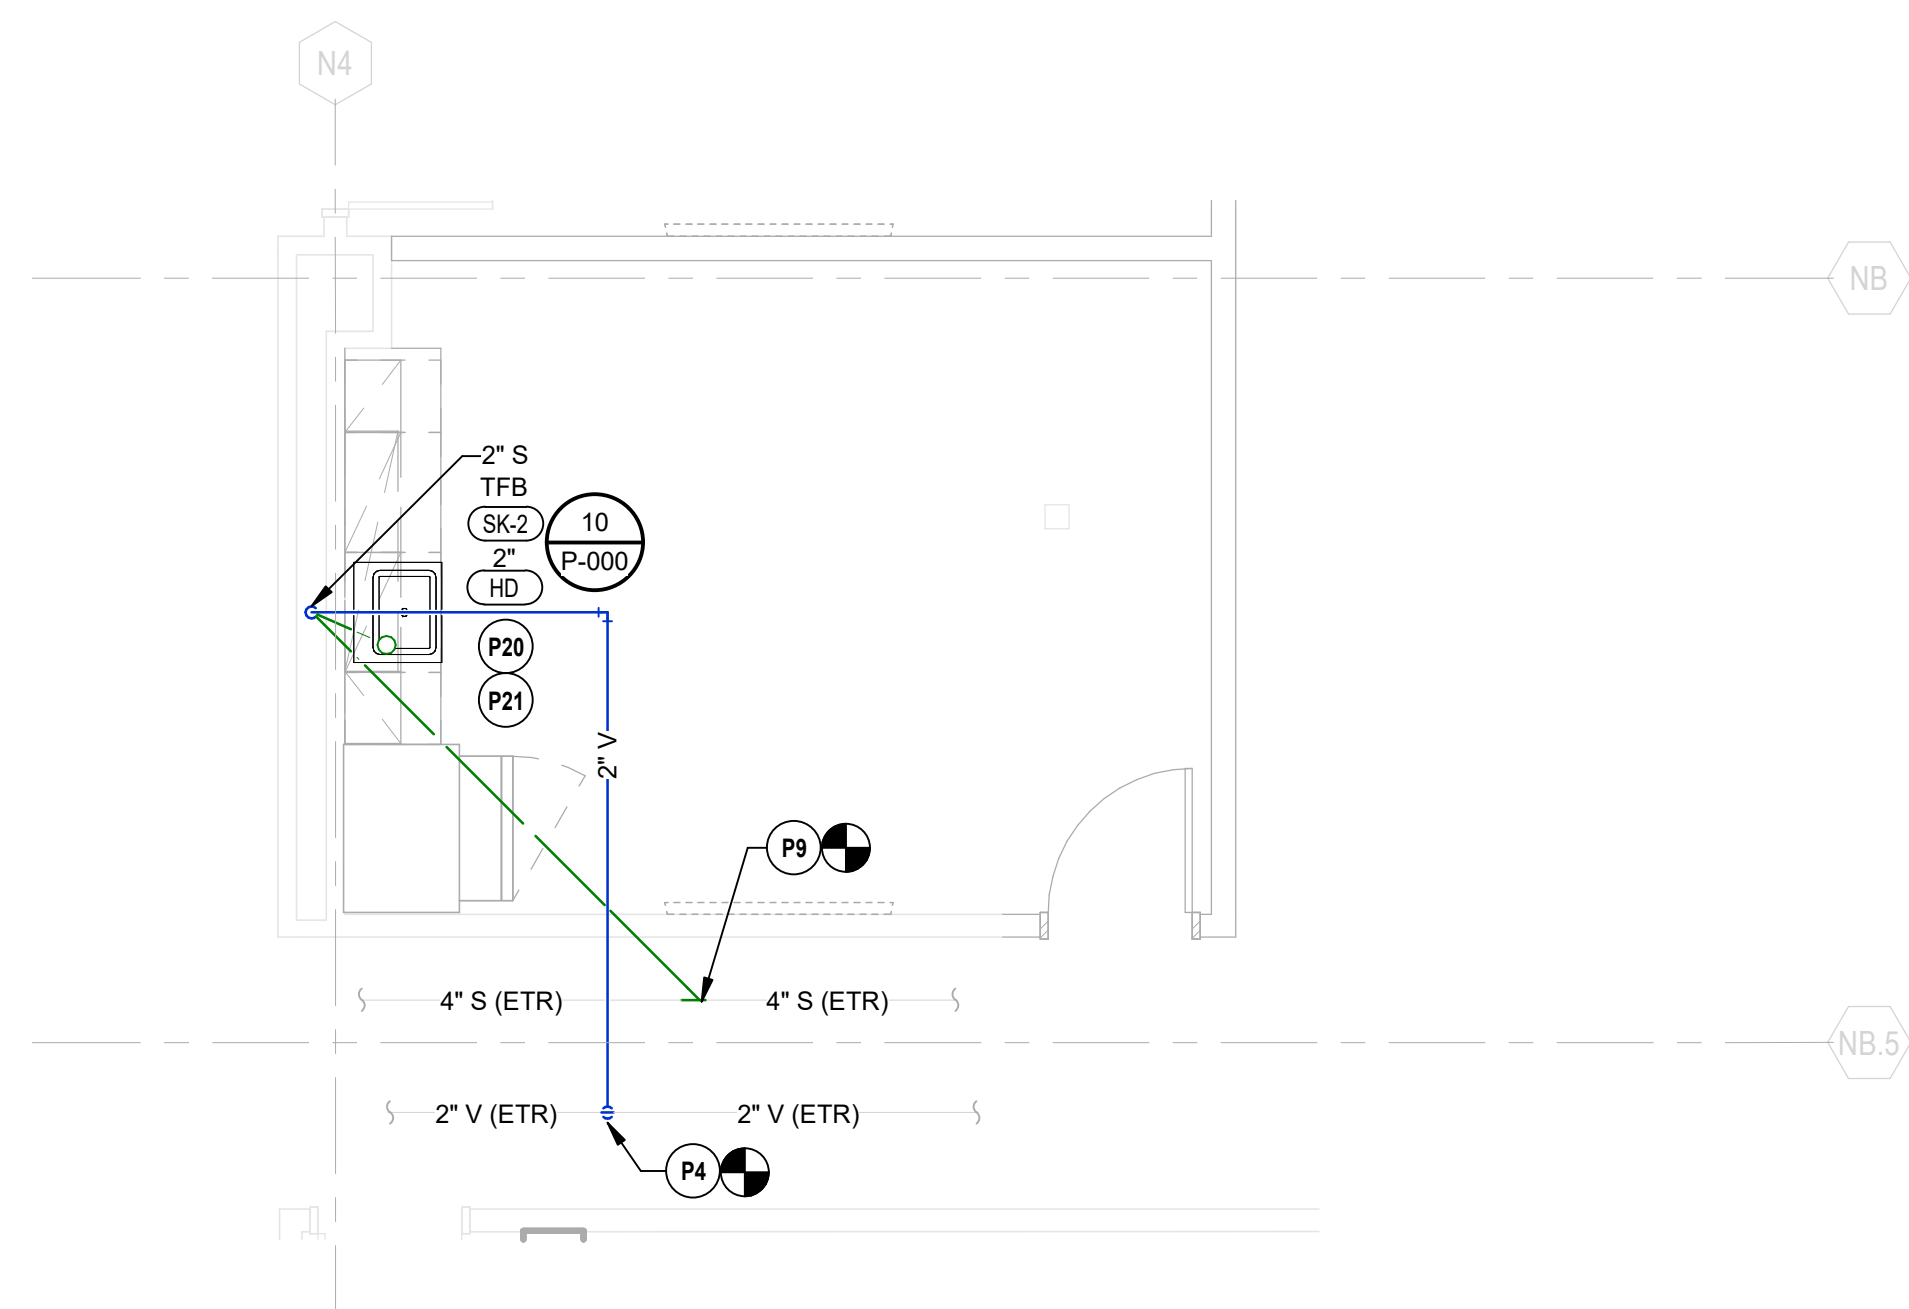 N4
NB
2" S
TFB
SK-2
10
P-000
2"
HD
P20
P21
2" V
P9
4" S (ETR)
4" S (ETR)
NB.5
2" V (ETR)
2" V (ETR)
P4